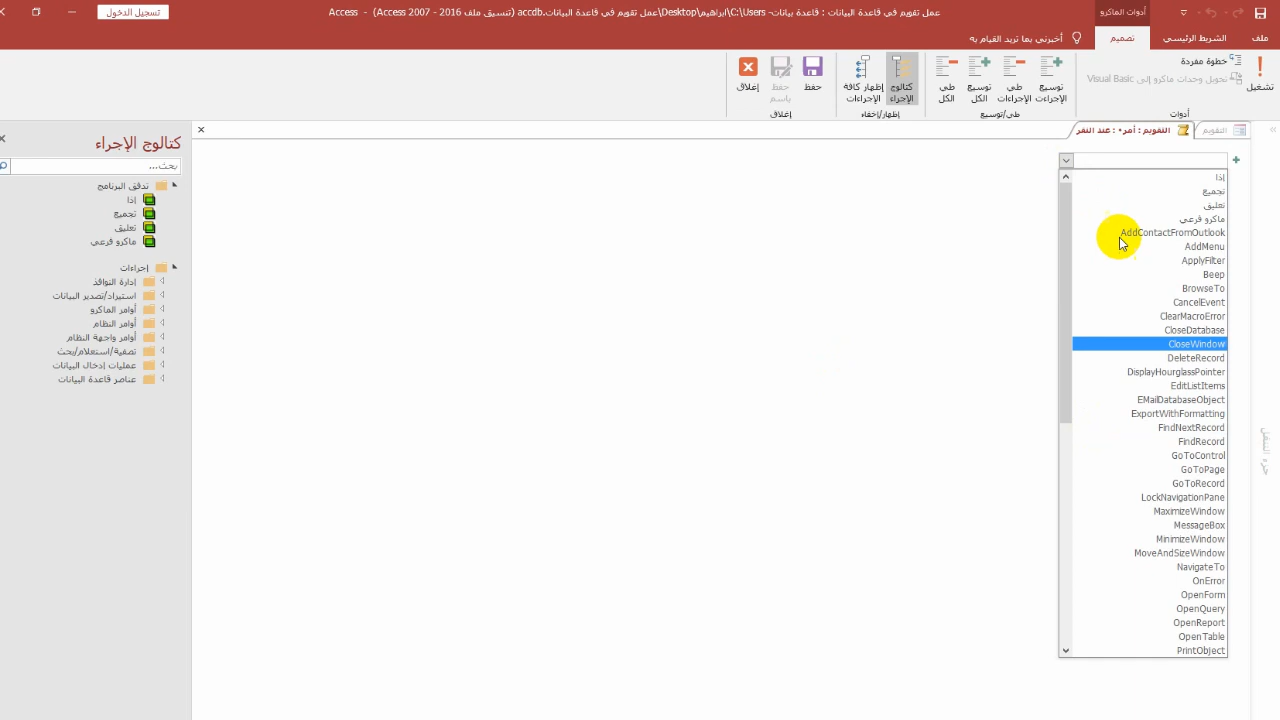 أدوات الماكرو
عمل تقويم في قاعدة البيانات : قاعدة بيانات- C:\Users\ابراهيم\Desktop\عمل تقويم في قاعدة البيانات.accdb (تنسيق ملف Access 2007 - 2016) - Access
تسجيل الدخول
ملف
الشريط الرئيسي
تصميم
أخبرني بما تريد القيام به
تشغيل
خطوة مفردة
تحويل وحدات ماكرو إلى Visual Basic
أدوات
توسيع الإجراءات
طي الإجراءات
توسيع الكل
طي الكل
طي/توسيع
كتالوج الإجراء
إظهار كافة الإجراءات
إظهار/إخفاء
حفظ
حفظ باسم
إغلاق
إغلاق
التقويم
التقويم : أمر٠ : عند النقر
جزء التنقل
إذا
تجميع
تعليق
ماكرو فرعي
AddContactFromOutlook
AddMenu
ApplyFilter
Beep
BrowseTo
CancelEvent
ClearMacroError
CloseDatabase
CloseWindow
DeleteRecord
DisplayHourglassPointer
EditListItems
EMailDatabaseObject
ExportWithFormatting
FindNextRecord
FindRecord
GoToControl
GoToPage
GoToRecord
LockNavigationPane
MaximizeWindow
MessageBox
MinimizeWindow
MoveAndSizeWindow
NavigateTo
OnError
OpenForm
OpenQuery
OpenReport
OpenTable
PrintObject
كتالوج الإجراء
بحث...
تدفق البرنامج
إذا
تجميع
تعليق
ماكرو فرعي
إجراءات
إدارة النوافذ
استيراد/تصدير البيانات
أوامر الماكرو
أوامر النظام
أوامر واجهة النظام
تصفية/استعلام/بحث
عمليات إدخال البيانات
عناصر قاعدة البيانات